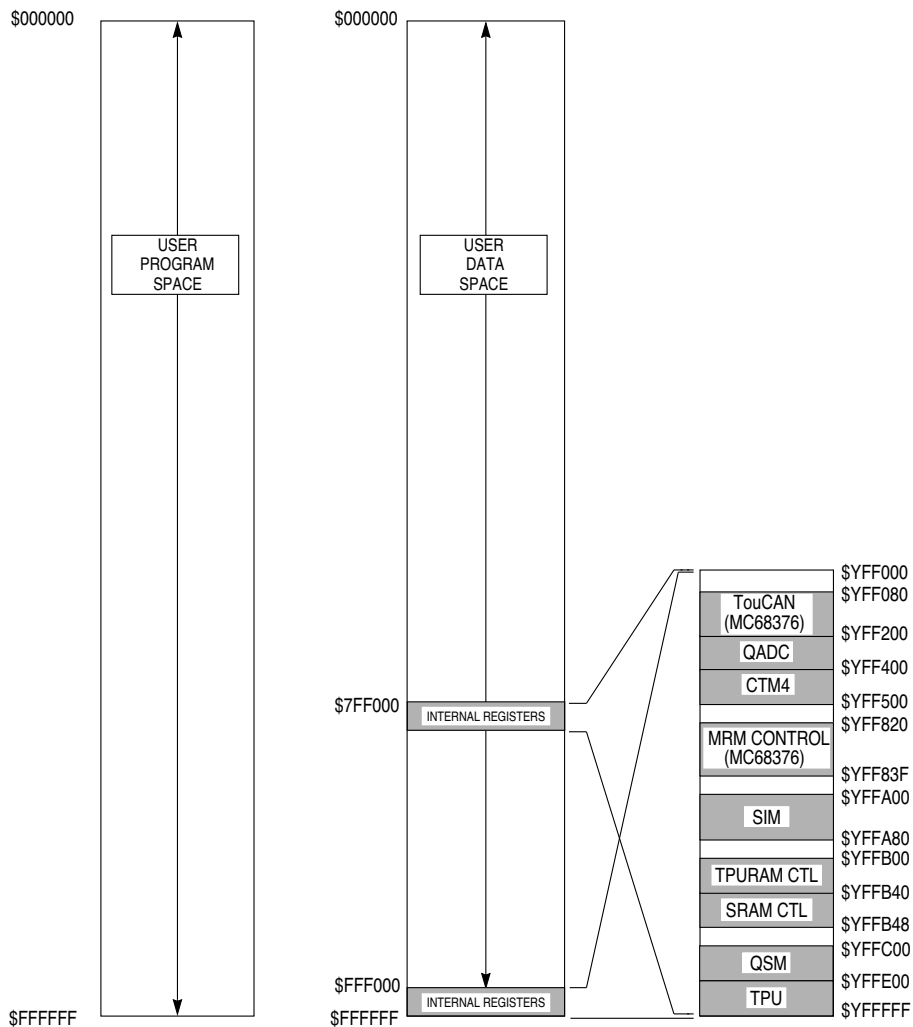 $000000
USER
PROGRAM
SPACE
$FFFFFF
$000000
USER
DATA
SPACE
$7FF000
INTERNAL REGISTERS
$FFF000
INTERNAL REGISTERS
$FFFFFF
$YFF000
$YFF080
TouCAN
(MC68376)
$YFF200
QADC
$YFF400
CTM4
$YFF500
$YFF820
MRM CONTROL
(MC68376)
$YFF83F
$YFFA00
SIM
$YFFA80
$YFFB00
TPURAM CTL
$YFFB40
SRAM CTL
$YFFB48
$YFFC00
QSM
$YFFE00
TPU
$YFFFFF